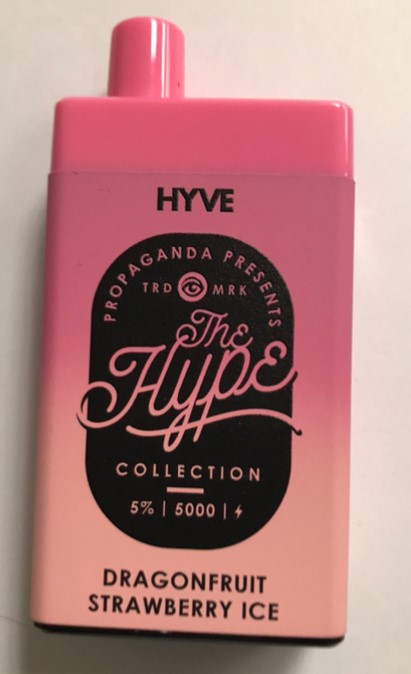 HYVE
PROPAGANDA PRESENTS
TRD MRK
The
Hype
COLLECTION
5% | 5000 |
DRAGONFRUIT
STRAWBERRY ICE